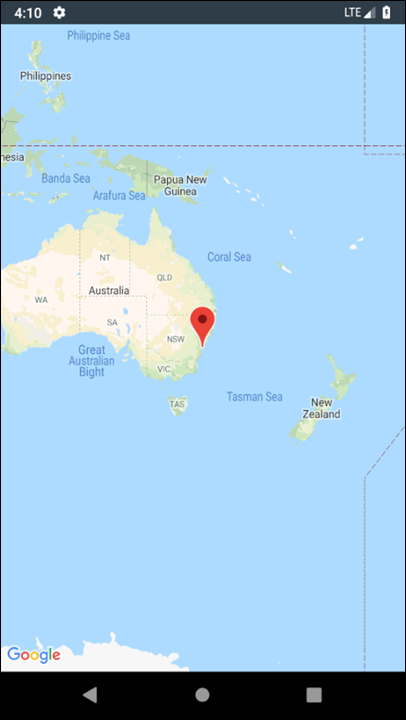 4:10 LTE
Philippine Sea
Philippines
nesia
Banda Sea
Papua New
Guinea
Arafura Sea
Coral Sea
NT
QLD
Australia
WA
SA
NSW
Great
Australian
Bight
VIC
TAS
Tasman Sea
New
Zealand
Google